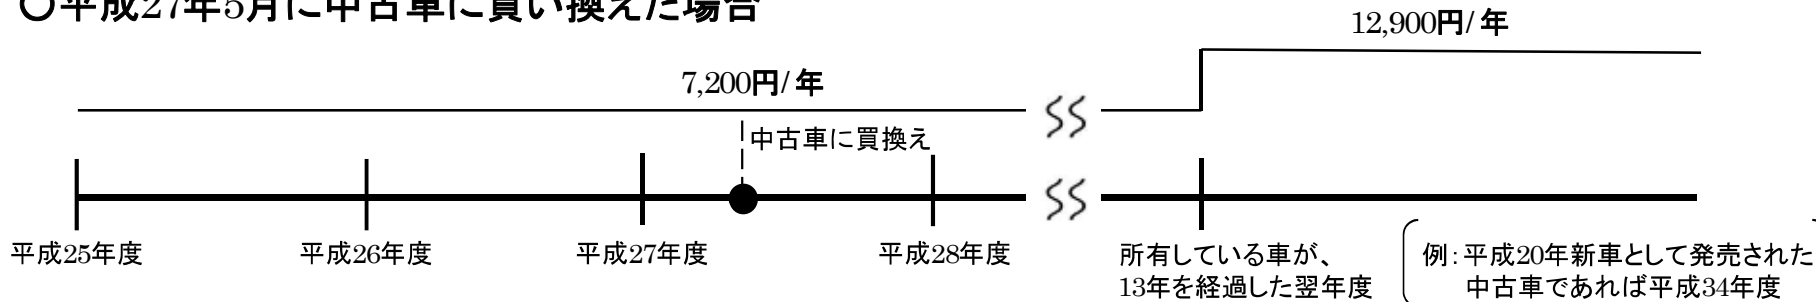 〇平成27年5月に中古車に買い換えた場合
12,900円/年
7,200円/年
中古車に買換え
平成25年度
平成26年度
平成27年度
平成28年度
所有している車が、
13年を経過した翌年度
例：平成20年新車として発売された
中古車であれば平成34年度